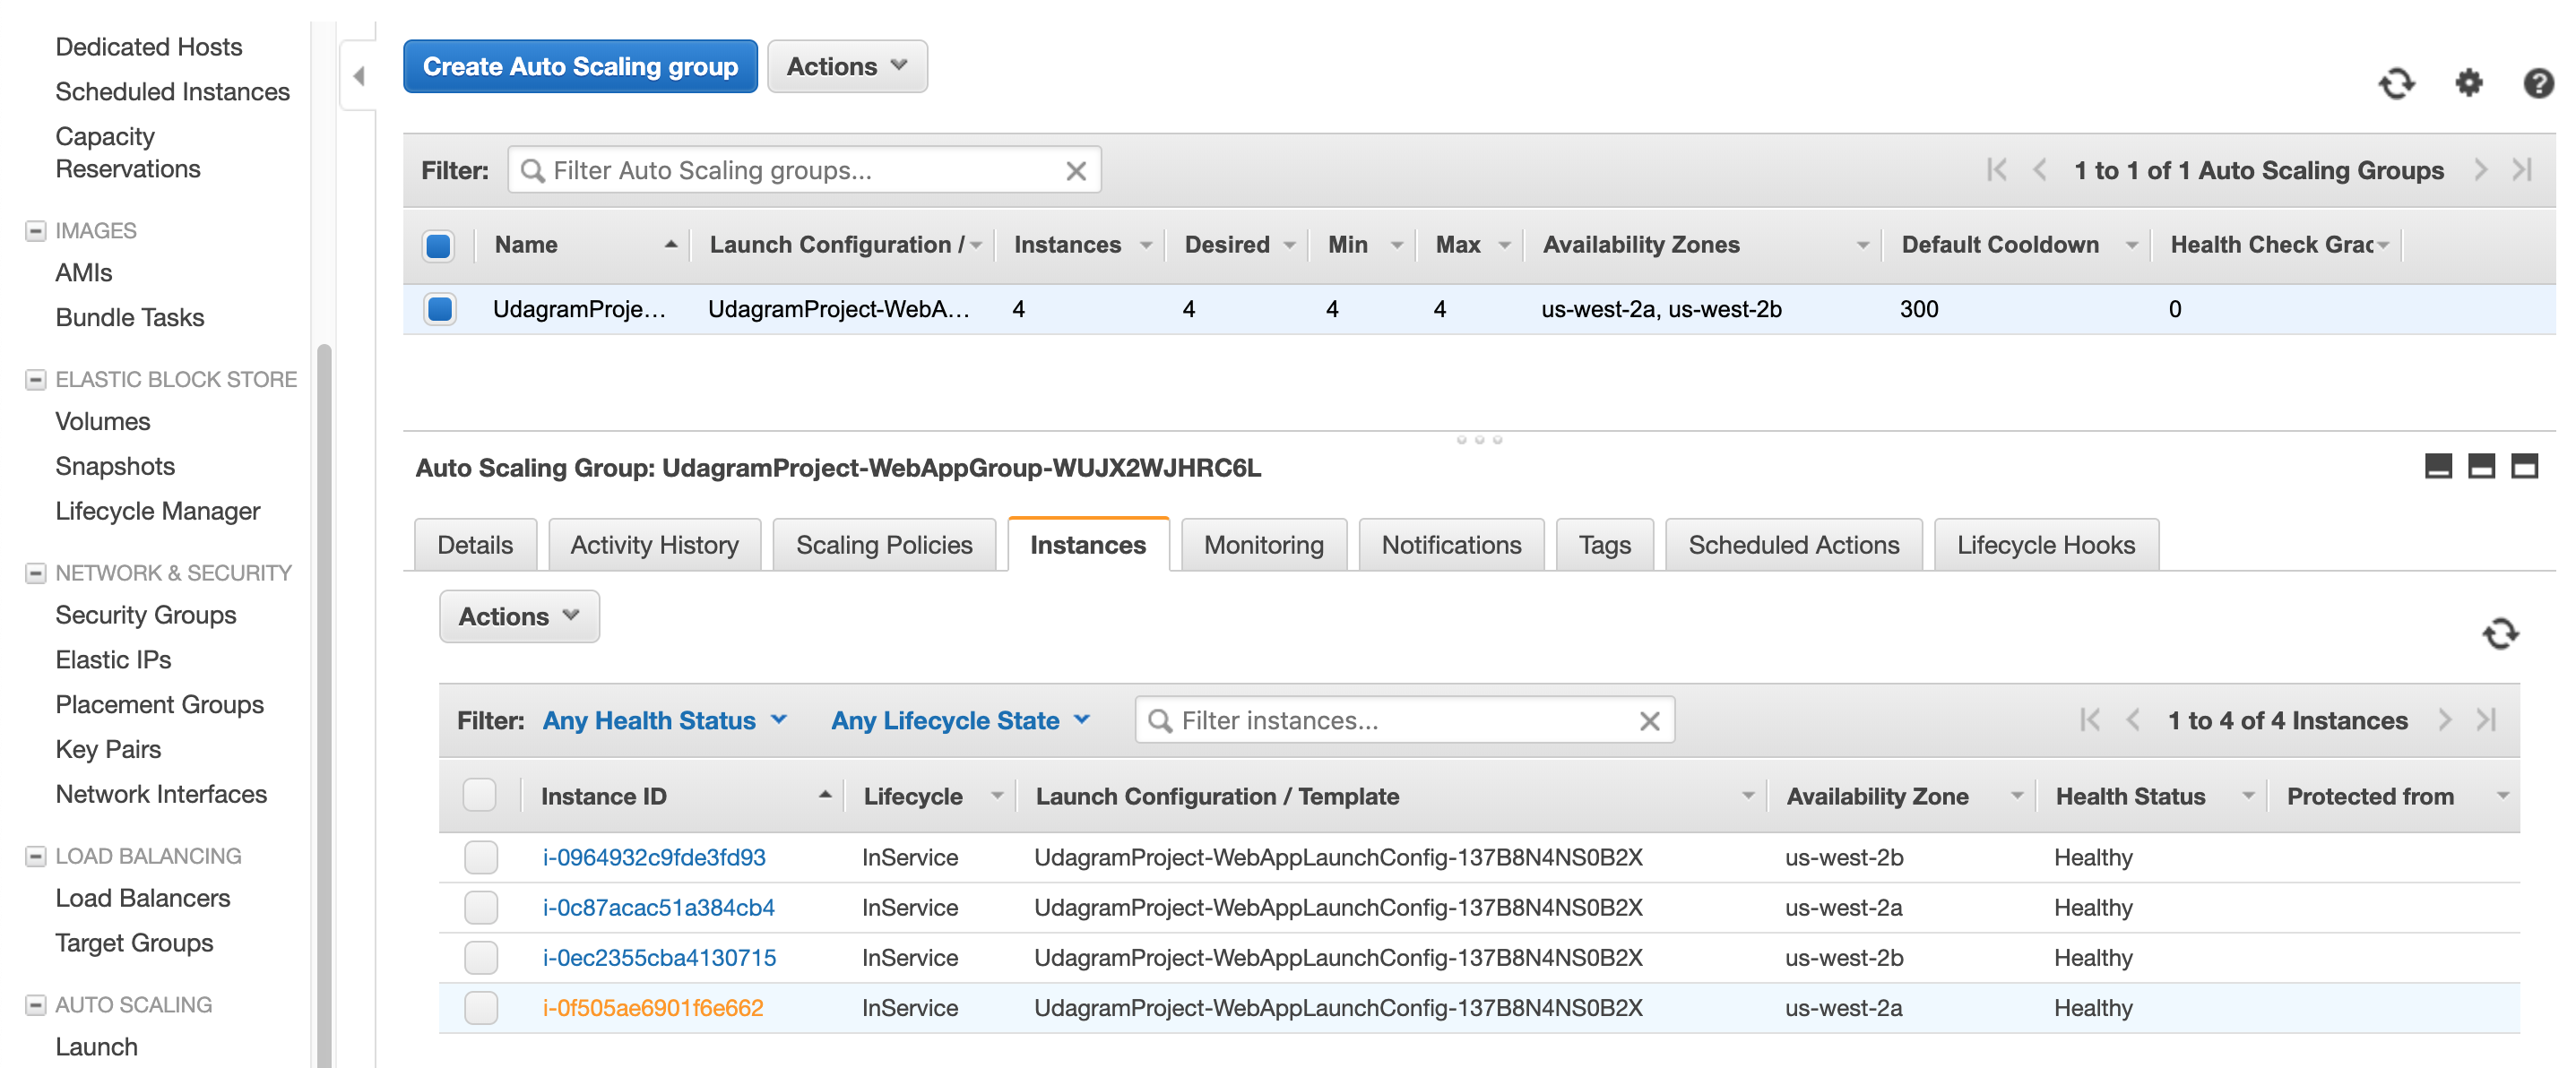 Dedicated Hosts
Scheduled Instances
Capacity
Reservations
IMAGES
AMIs
Bundle Tasks
ELASTIC BLOCK STORE
Volumes
Snapshots
Lifecycle Manager
NETWORK & SECURITY
Security Groups
Elastic IPs
Placement Groups
Key Pairs
Network Interfaces
LOAD BALANCING
Load Balancers
Target Groups
AUTO SCALING
Launch
Create Auto Scaling group Actions
Filter: Filter Auto Scaling groups... 1 to 1 of 1 Auto Scaling Groups
Name Launch Configuration / Instances Desired Min Max Availability Zones Default Cooldown Health Check Grac
UdagramProje... UdagramProject-WebA... 4 4 4 4 us-west-2a, us-west-2b 300 0
Auto Scaling Group: UdagramProject-WebAppGroup-WUJX2WJHRC6L
Details Activity History Scaling Policies Instances Monitoring Notifications Tags Scheduled Actions Lifecycle Hooks
Actions
Filter: Any Health Status Any Lifecycle State Filter instances... 1 to 4 of 4 Instances
Instance ID Lifecycle Launch Configuration / Template Availability Zone Health Status Protected from
i-0964932c9fde3fd93 InService UdagramProject-WebAppLaunchConfig-137B8N4NS0B2X us-west-2b Healthy
i-0c87acac51a384cb4 InService UdagramProject-WebAppLaunchConfig-137B8N4NS0B2X us-west-2a Healthy
i-0ec2355cba4130715 InService UdagramProject-WebAppLaunchConfig-137B8N4NS0B2X us-west-2b Healthy
i-0f505ae6901f6e662 InService UdagramProject-WebAppLaunchConfig-137B8N4NS0B2X us-west-2a Healthy